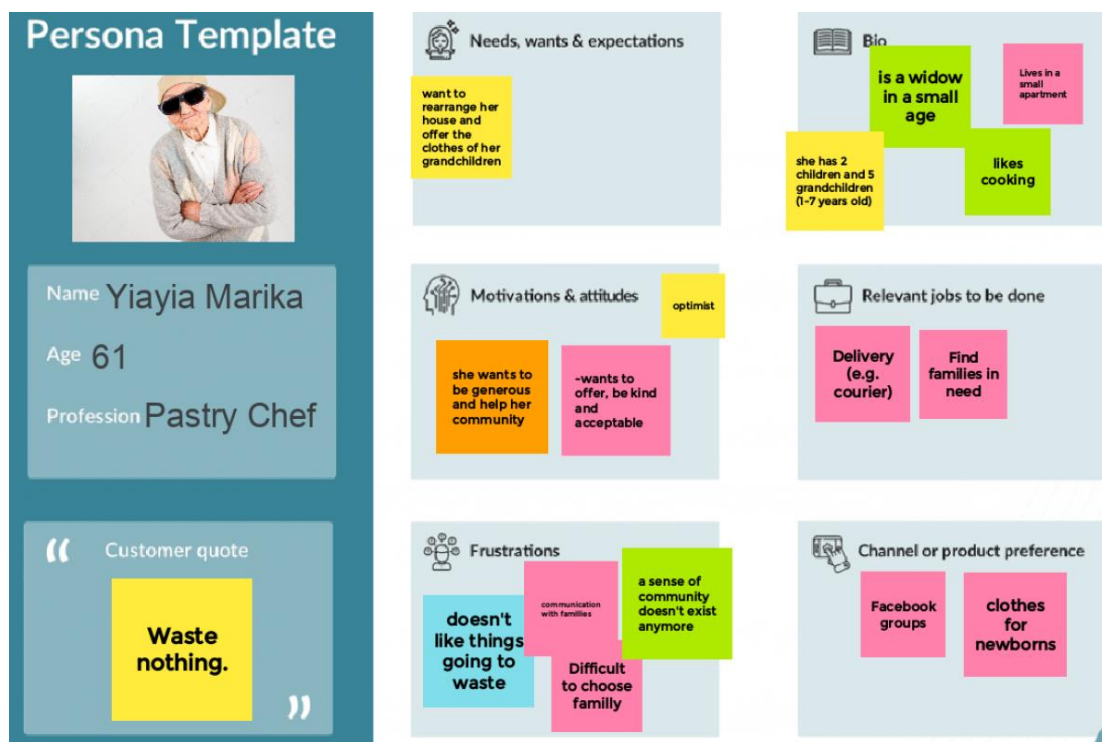 Persona Template
Name Yiayia Marika
Age 61
Profession Pastry Chef
“ Customer quote
Waste
nothing.
”
Needs, wants & expectations
want to
rearrange her
house and
offer the
clothes of her
grandchildren
Bio
is a widow
in a small
age
Lives in a
small
apartment
she has 2
children and 5
grandchildren
(1-7 years old)
likes
cooking
Motivations & attitudes
optimist
she wants to
be generous
and help her
community
-wants to
offer, be kind
and
acceptable
Relevant jobs to be done
Delivery
(e.g.
courier)
Find
families in
need
Frustrations
doesn't
like things
going to
waste
communication
with famillies
a sense of
community
doesn't exist
anymore
Difficult
to choose
familly
Channel or product preference
Facebook
groups
clothes
for
newborns